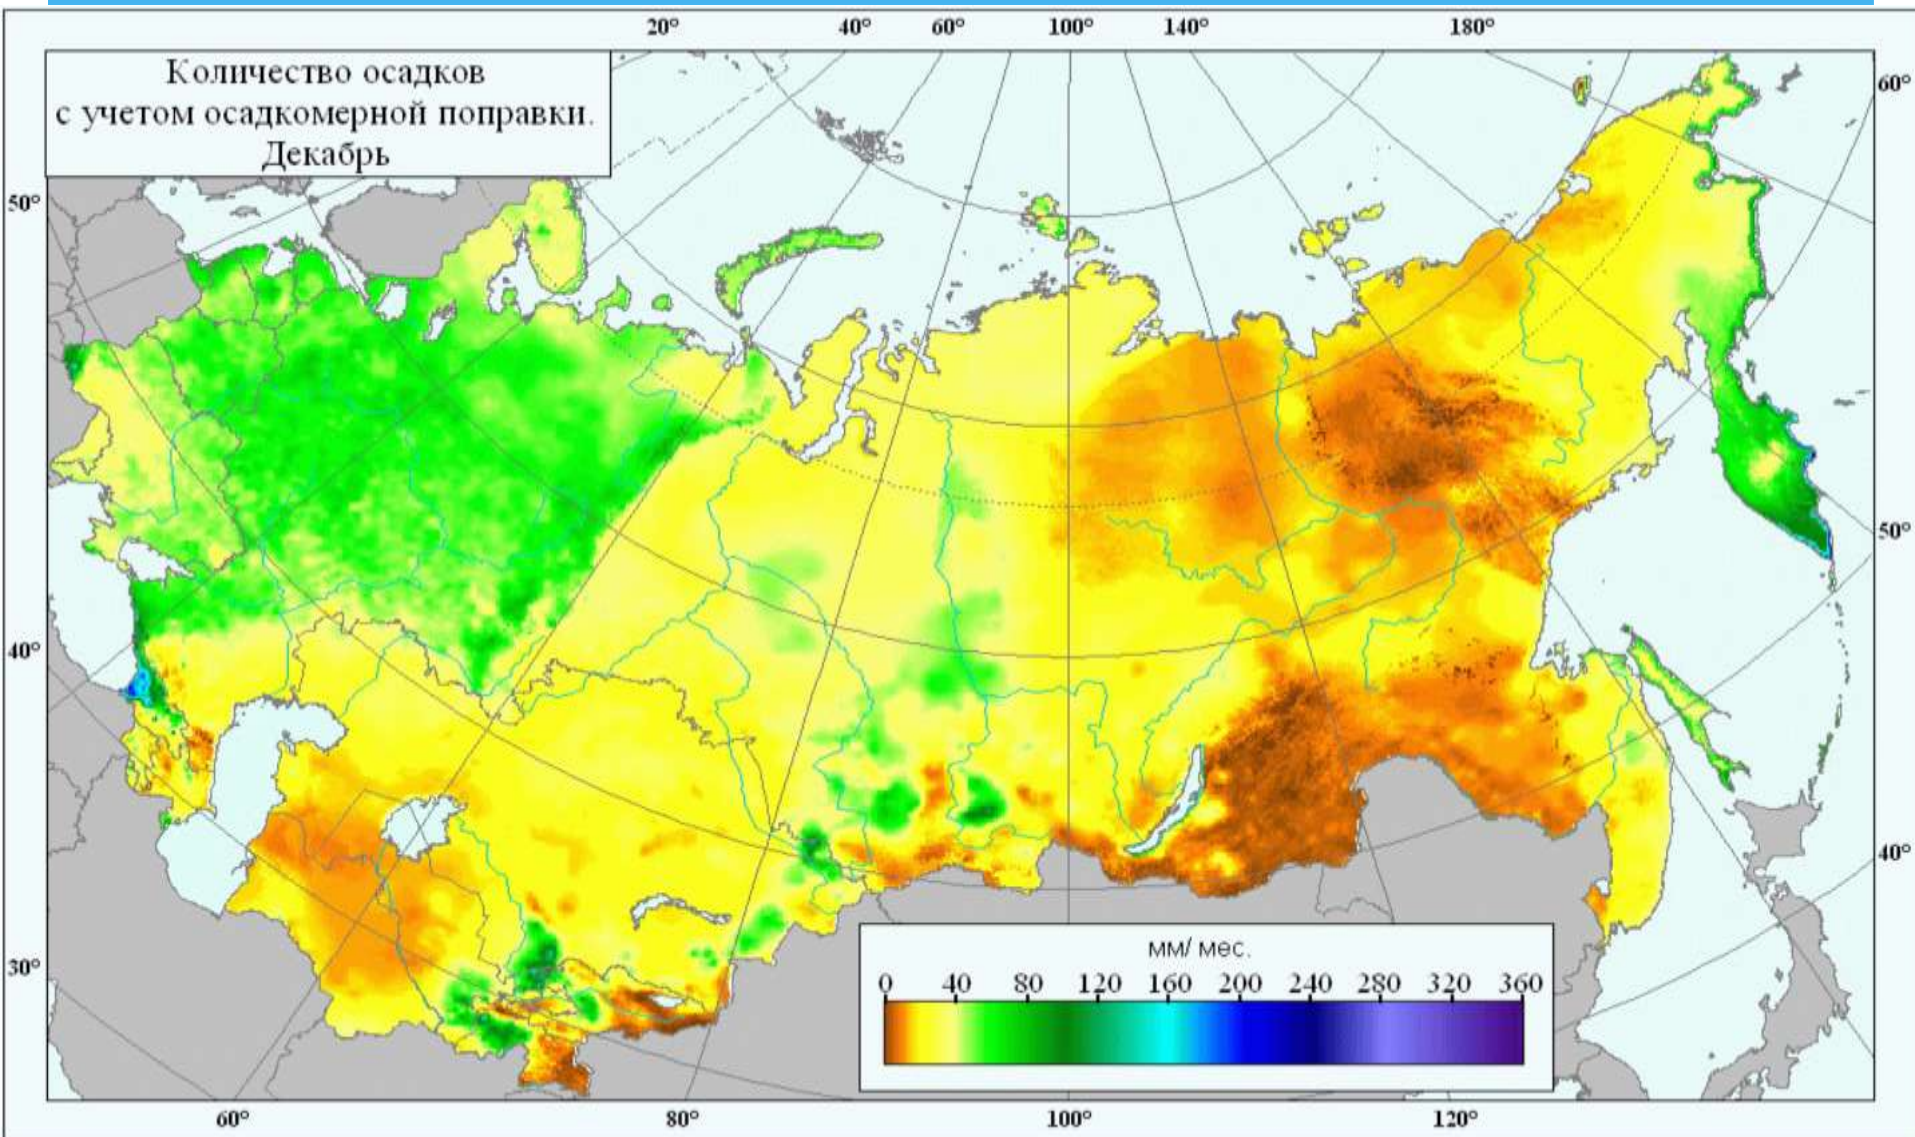 20° 40° 60° 100° 140° 180°
Количество осадков
с учетом осадкомерной поправки.
Декабрь
60°
50°
50°
40°
40°
30°
мм/ мес.
0 40 80 120 160 200 240 280 320 360
60° 80° 100° 120°